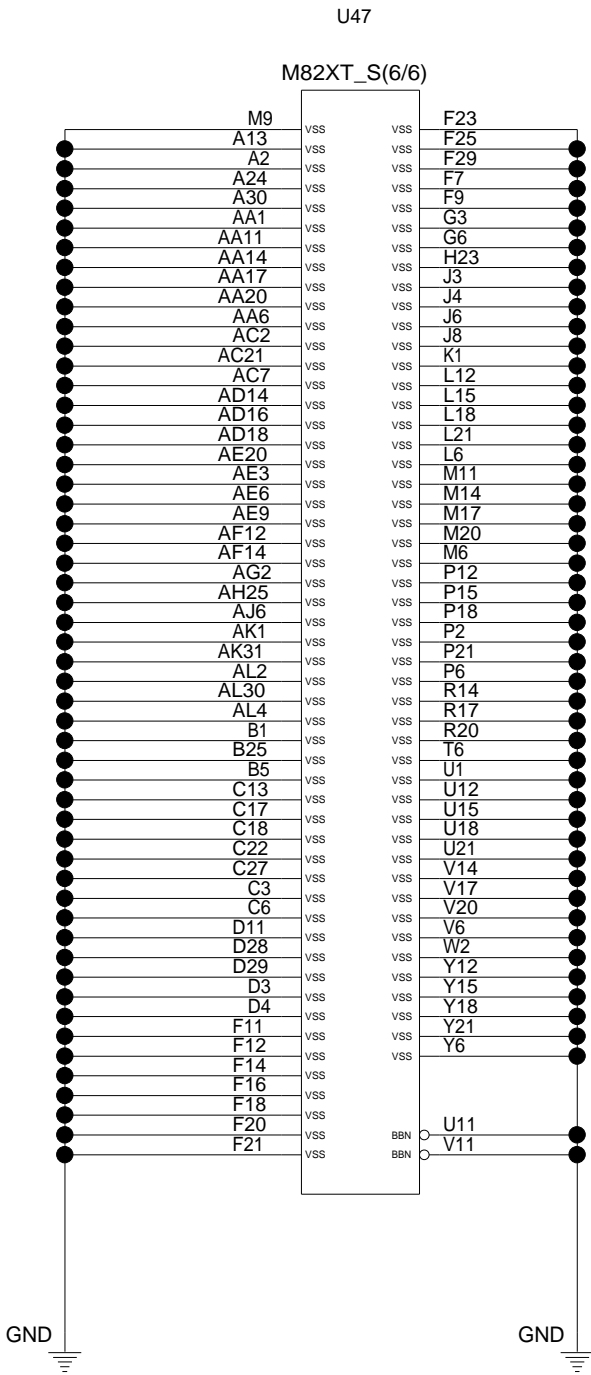 U47
M82XT_S(6/6)
M9 VSS VSS F23
A13 VSS VSS F25
A2 VSS VSS F29
A24 VSS VSS F7
A30 VSS VSS F9
AA1 VSS VSS G3
AA11 VSS VSS G6
AA14 VSS VSS H23
AA17 VSS VSS J3
AA20 VSS VSS J4
AA6 VSS VSS J6
AC2 VSS VSS J8
AC21 VSS VSS K1
AC7 VSS VSS L12
AD14 VSS VSS L15
AD16 VSS VSS L18
AD18 VSS VSS L21
AE20 VSS VSS L6
AE3 VSS VSS M11
AE6 VSS VSS M14
AE9 VSS VSS M17
AF12 VSS VSS M20
AF14 VSS VSS M6
AG2 VSS VSS P12
AH25 VSS VSS P15
AJ6 VSS VSS P18
AK1 VSS VSS P2
AK31 VSS VSS P21
AL2 VSS VSS P6
AL30 VSS VSS R14
AL4 VSS VSS R17
B1 VSS VSS R20
B25 VSS VSS T6
B5 VSS VSS U1
C13 VSS VSS U12
C17 VSS VSS U15
C18 VSS VSS U18
C22 VSS VSS U21
C27 VSS VSS V14
C3 VSS VSS V17
C6 VSS VSS V20
D11 VSS VSS V6
D28 VSS VSS W2
D29 VSS VSS Y12
D3 VSS VSS Y15
D4 VSS VSS Y18
F11 VSS VSS Y21
F12 VSS VSS Y6
F14 VSS
F16 VSS
F18 VSS
F20 VSS BBN U11
F21 VSS BBN V11
GND GND